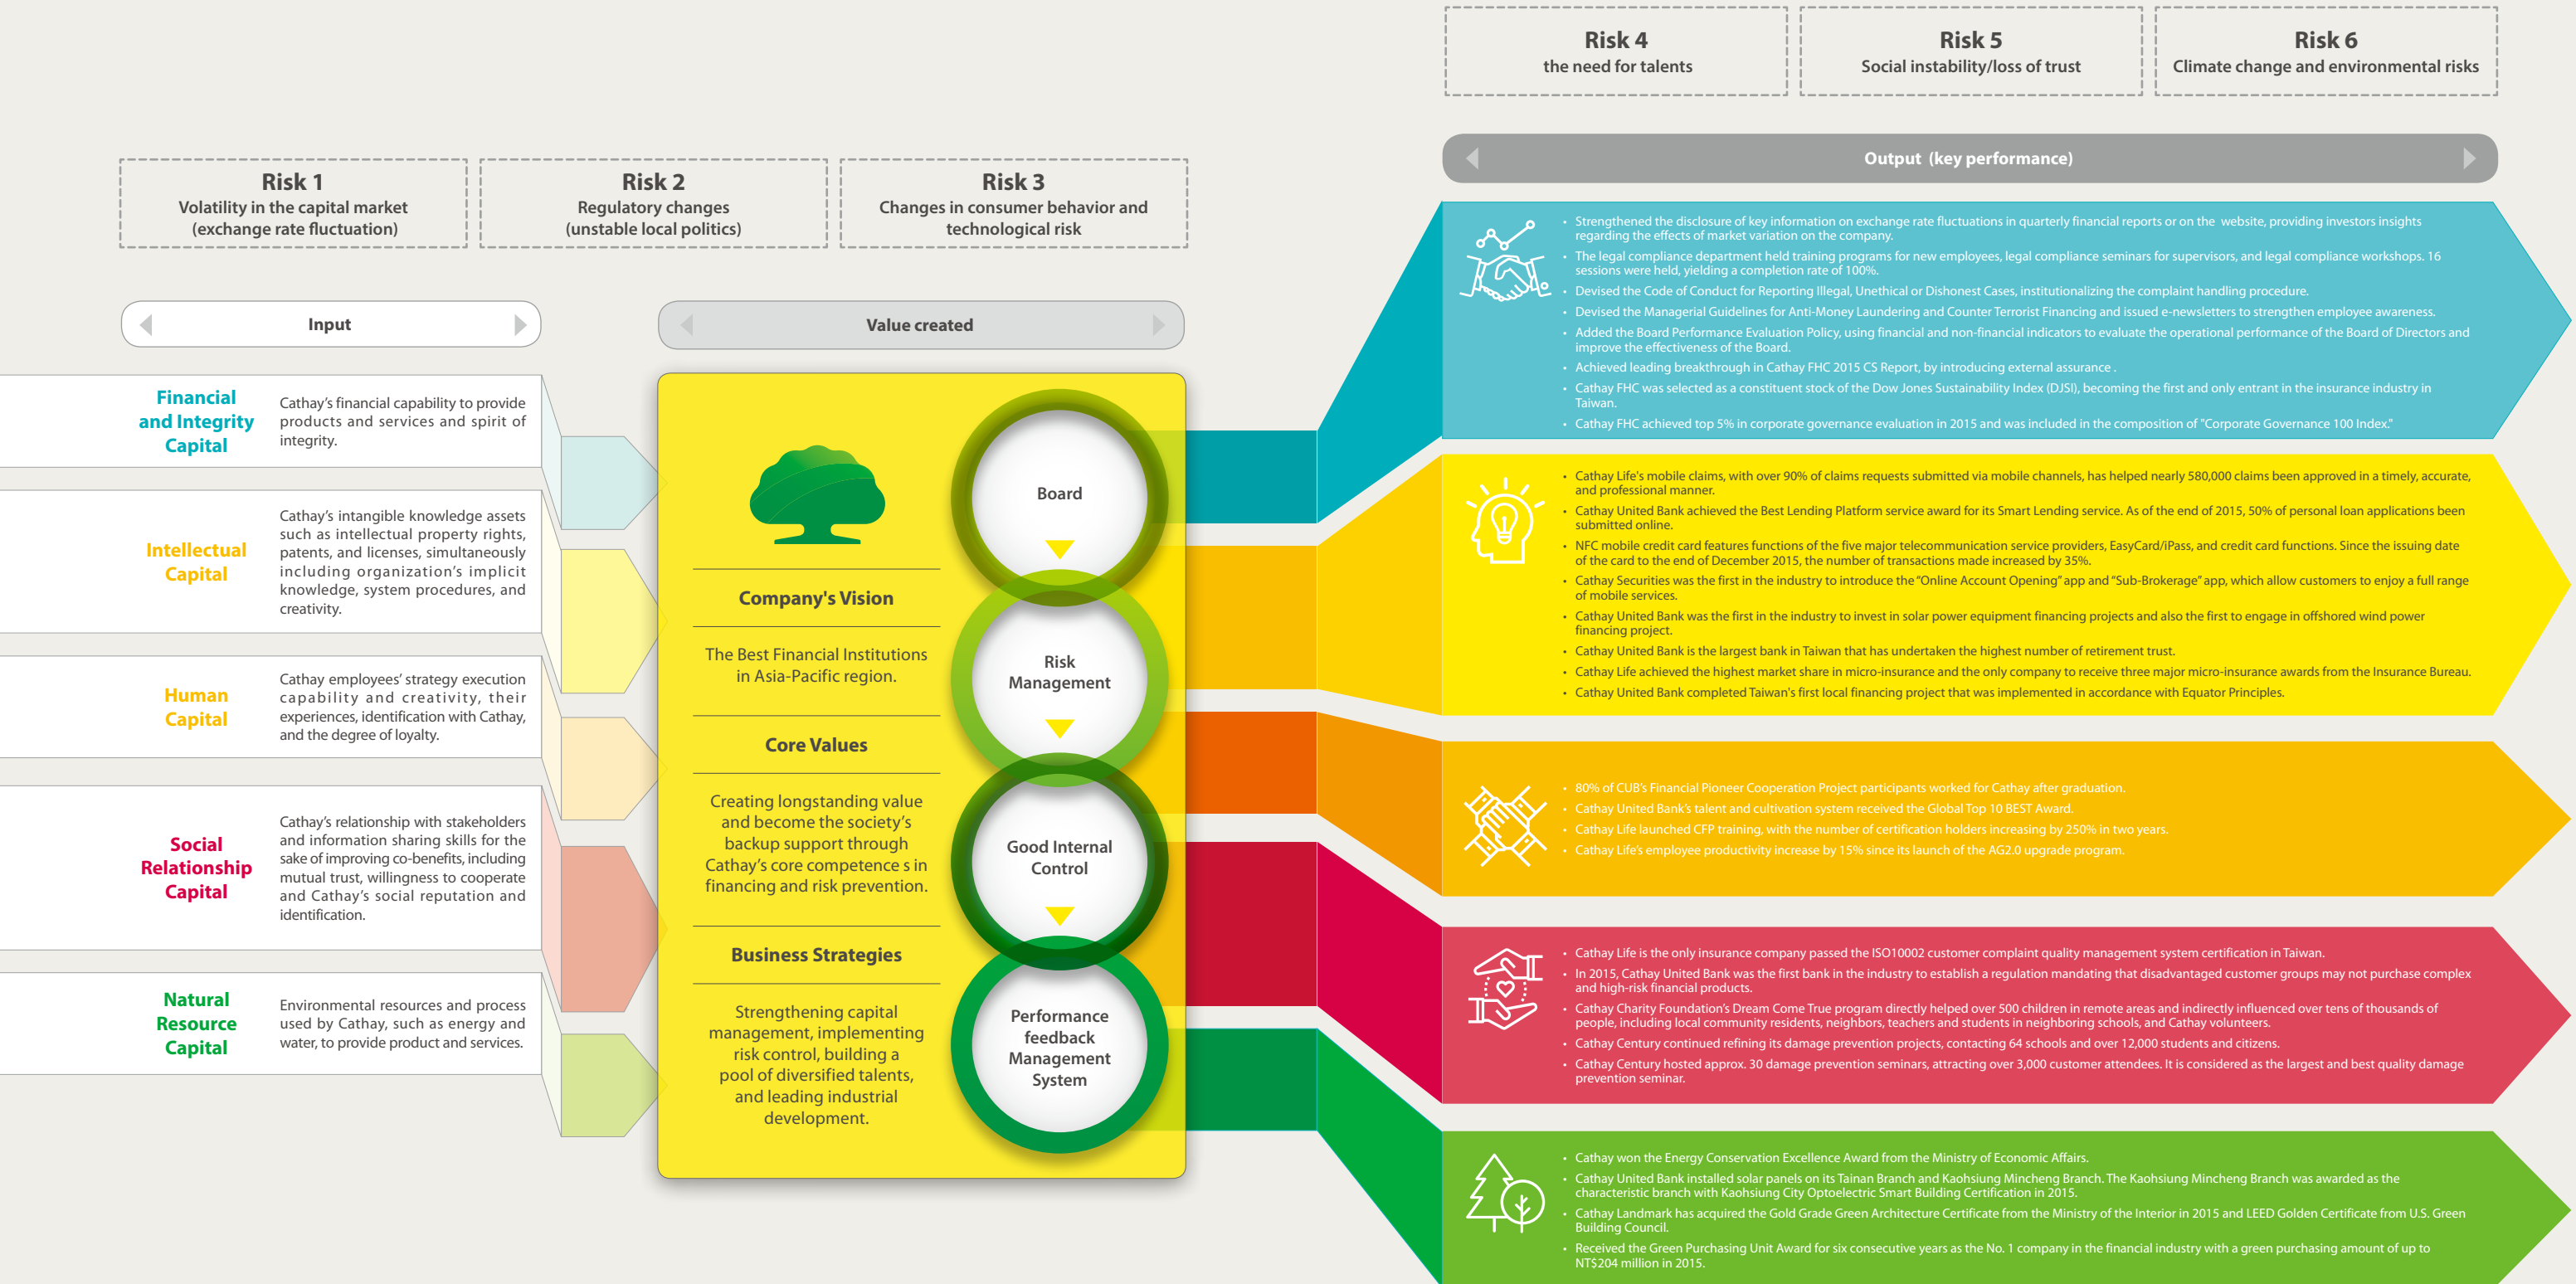 Risk 4
the need for talents
Risk 5
Social instability/loss of trust
Risk 6
Climate change and environmental risks
Risk 1
Volatility in the capital market
(exchange rate fluctuation)
Risk 2
Regulatory changes
(unstable local politics)
Risk 3
Changes in consumer behavior and
technological risk
Input
Value created
Output (key performance)
Financial
and Integrity
Capital
Cathay's financial capability to provide
products and services and spirit of
integrity.
Intellectual
Capital
Cathay's intangible knowledge assets
such as intellectual property rights,
patents, and licenses, simultaneously
including organization's implicit
knowledge, system procedures, and
creativity.
Human
Capital
Cathay employees' strategy execution
capability and creativity, their
experiences, identification with Cathay,
and the degree of loyalty.
Social
Relationship
Capital
Cathay's relationship with stakeholders
and information sharing skills for the
sake of improving co-benefits, including
mutual trust, willingness to cooperate
and Cathay's social reputation and
identification.
Natural
Resource
Capital
Environmental resources and process
used by Cathay, such as energy and
water, to provide product and services.
Company's Vision
The Best Financial Institutions
in Asia-Pacific region.
Core Values
Creating longstanding value
and become the society's
backup support through
Cathay's core competence s in
financing and risk prevention.
Business Strategies
Strengthening capital
management, implementing
risk control, building a
pool of diversified talents,
and leading industrial
development.
Board
Risk
Management
Good Internal
Control
Performance
feedback
Management
System
• Strengthened the disclosure of key information on exchange rate fluctuations in quarterly financial reports or on the website, providing investors insights
regarding the effects of market variation on the company.
• The legal compliance department held training programs for new employees, legal compliance seminars for supervisors, and legal compliance workshops. 16
sessions were held, yielding a completion rate of 100%.
• Devised the Code of Conduct for Reporting Illegal, Unethical or Dishonest Cases, institutionalizing the complaint handling procedure.
• Devised the Managerial Guidelines for Anti-Money Laundering and Counter Terrorist Financing and issued e-newsletters to strengthen employee awareness.
• Added the Board Performance Evaluation Policy, using financial and non-financial indicators to evaluate the operational performance of the Board of Directors and
improve the effectiveness of the Board.
• Achieved leading breakthrough in Cathay FHC 2015 CS Report, by introducing external assurance .
• Cathay FHC was selected as a constituent stock of the Dow Jones Sustainability Index (DJSI), becoming the first and only entrant in the insurance industry in
Taiwan.
• Cathay FHC achieved top 5% in corporate governance evaluation in 2015 and was included in the composition of "Corporate Governance 100 Index."
• Cathay Life's mobile claims, with over 90% of claims requests submitted via mobile channels, has helped nearly 580,000 claims been approved in a timely, accurate,
and professional manner.
• Cathay United Bank achieved the Best Lending Platform service award for its Smart Lending service. As of the end of 2015, 50% of personal loan applications been
submitted online.
• NFC mobile credit card features functions of the five major telecommunication service providers, EasyCard/iPass, and credit card functions. Since the issuing date
of the card to the end of December 2015, the number of transactions made increased by 35%.
• Cathay Securities was the first in the industry to introduce the "Online Account Opening" app and "Sub-Brokerage" app, which allow customers to enjoy a full range
of mobile services.
• Cathay United Bank was the first in the industry to invest in solar power equipment financing projects and also the first to engage in offshored wind power
financing project.
• Cathay United Bank is the largest bank in Taiwan that has undertaken the highest number of retirement trust.
• Cathay Life achieved the highest market share in micro-insurance and the only company to receive three major micro-insurance awards from the Insurance Bureau.
• Cathay United Bank completed Taiwan's first local financing project that was implemented in accordance with Equator Principles.
• 80% of CUB's Financial Pioneer Cooperation Project participants worked for Cathay after graduation.
• Cathay United Bank's talent and cultivation system received the Global Top 10 BEST Award.
• Cathay Life launched CFP training, with the number of certification holders increasing by 250% in two years.
• Cathay Life's employee productivity increase by 15% since its launch of the AG2.0 upgrade program.
• Cathay Life is the only insurance company passed the ISO10002 customer complaint quality management system certification in Taiwan.
• In 2015, Cathay United Bank was the first bank in the industry to establish a regulation mandating that disadvantaged customer groups may not purchase complex
and high-risk financial products.
• Cathay Charity Foundation's Dream Come True program directly helped over 500 children in remote areas and indirectly influenced over tens of thousands of
people, including local community residents, neighbors, teachers and students in neighboring schools, and Cathay volunteers.
• Cathay Century continued refining its damage prevention projects, contacting 64 schools and over 12,000 students and citizens.
• Cathay Century hosted approx. 30 damage prevention seminars, attracting over 3,000 customer attendees. It is considered as the largest and best quality damage
prevention seminar.
• Cathay won the Energy Conservation Excellence Award from the Ministry of Economic Affairs.
• Cathay United Bank installed solar panels on its Tainan Branch and Kaohsiung Mincheng Branch. The Kaohsiung Mincheng Branch was awarded as the
characteristic branch with Kaohsiung City Optoelectric Smart Building Certification in 2015.
• Cathay Landmark has acquired the Gold Grade Green Architecture Certificate from the Ministry of the Interior in 2015 and LEED Golden Certificate from U.S. Green
Building Council.
• Received the Green Purchasing Unit Award for six consecutive years as the No. 1 company in the financial industry with a green purchasing amount of up to
NT$204 million in 2015.